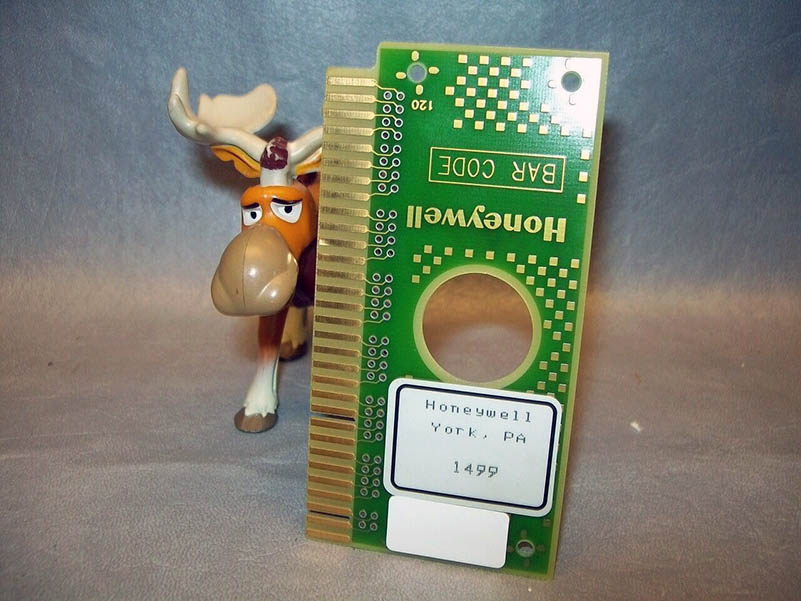 120
BAR CODE
Honeywell
Honeywell
York, PA
1499